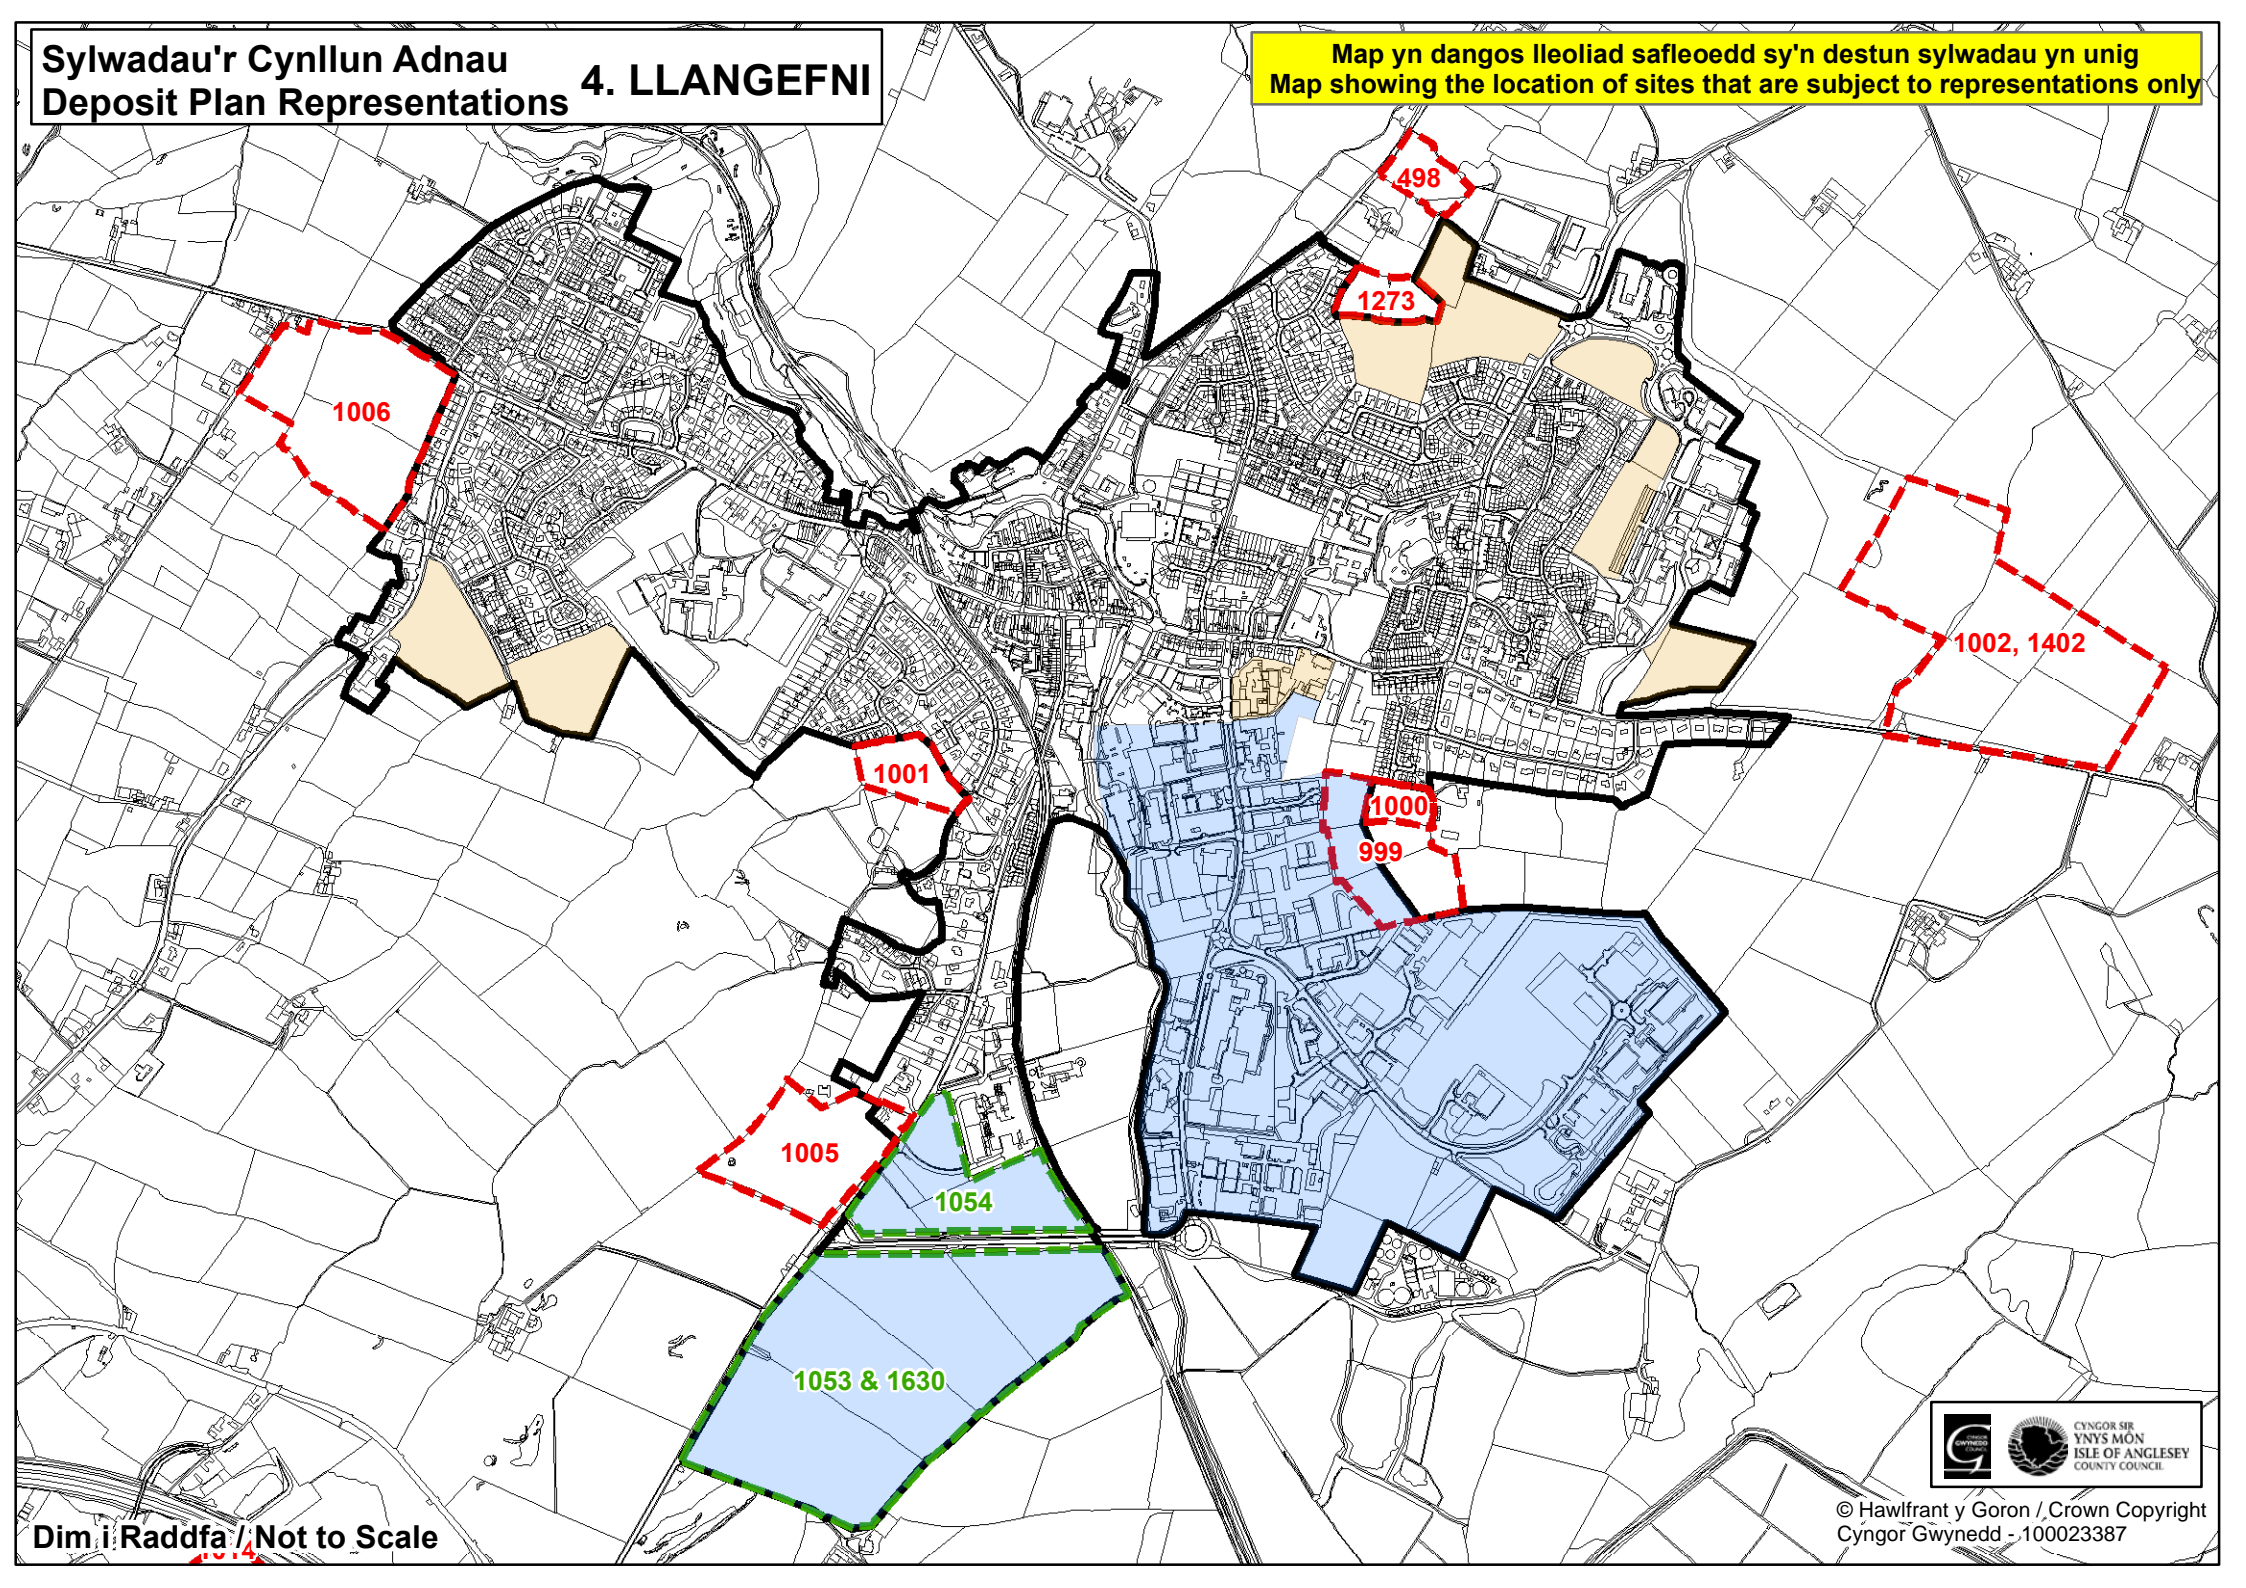 Sylwadau'r Cynllun Adnau
Deposit Plan Representations
4. LLANGEFNI
Map yn dangos lleoliad safleoedd sy'n destun sylwadau yn unig
Map showing the location of sites that are subject to representations only
498
1273
1006
1002, 1402
1001
1000
999
1005
1054
1053 & 1630
CYNGOR
GWYNEDD
COUNCIL
CYNGOR SIR
YNYS MÔN
ISLE OF ANGLESEY
COUNTY COUNCIL
© Hawlfraint y Goron / Crown Copyright
Cyngor Gwynedd - 100023387
Dim i Raddfa / Not to Scale